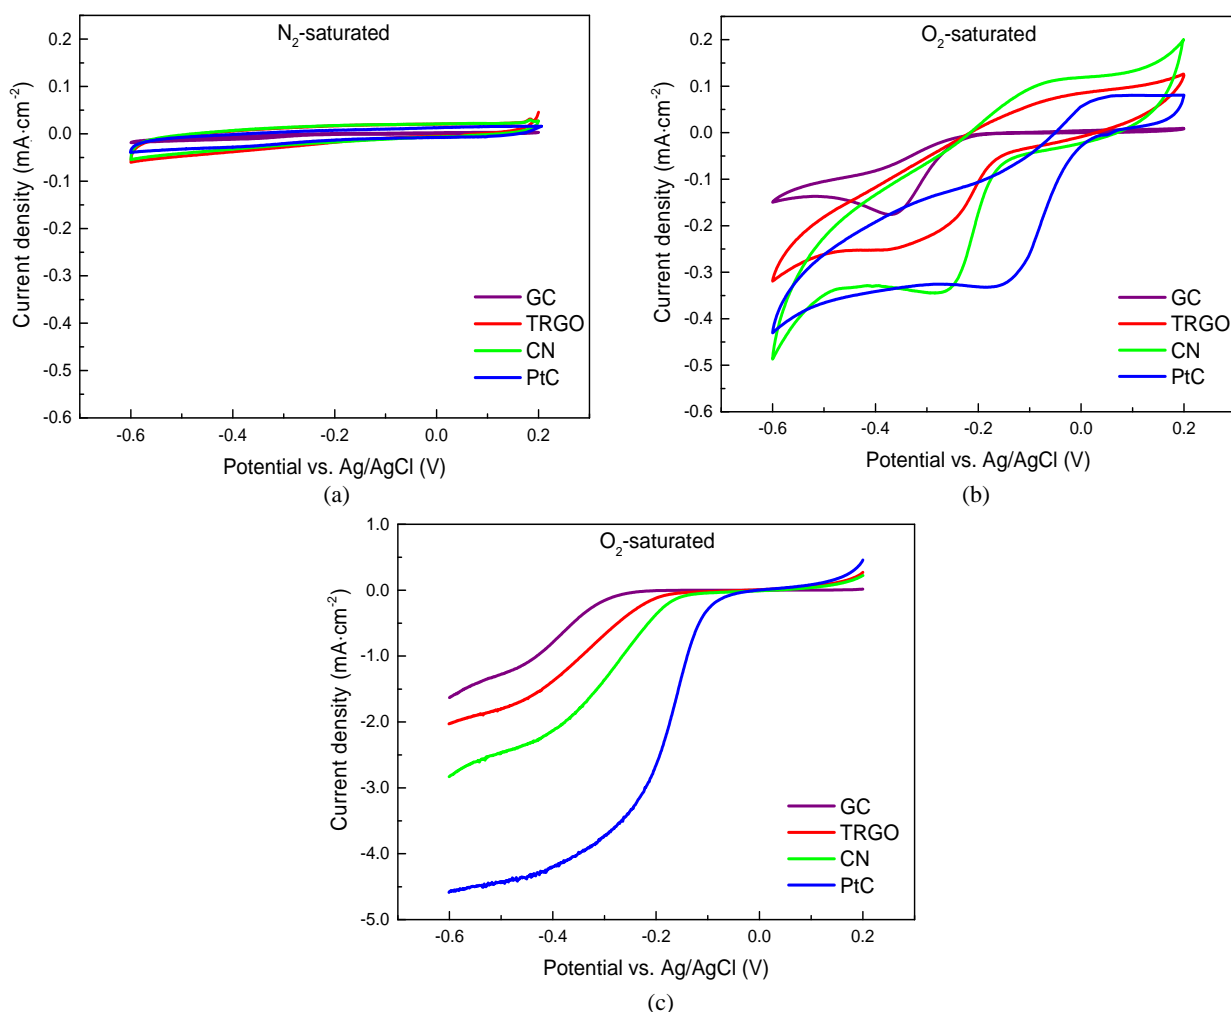 N2-saturated
0.2
0.1
0.0
-0.1
-0.2
-0.3
-0.4
-0.5
-0.6
Current density (mA·cm-2)
GC
TRGO
CN
PtC
-0.6 -0.4 -0.2 0.0 0.2
Potential vs. Ag/AgCl (V)
(a)
O2-saturated
0.2
0.1
0.0
-0.1
-0.2
-0.3
-0.4
-0.5
-0.6
Current density (mA·cm-2)
GC
TRGO
CN
PtC
-0.6 -0.4 -0.2 0.0 0.2
Potential vs. Ag/AgCl (V)
(b)
O2-saturated
1.0
0.0
-1.0
-2.0
-3.0
-4.0
-5.0
Current density (mA·cm-2)
GC
TRGO
CN
PtC
-0.6 -0.4 -0.2 0.0 0.2
Potential vs. Ag/AgCl (V)
(c)